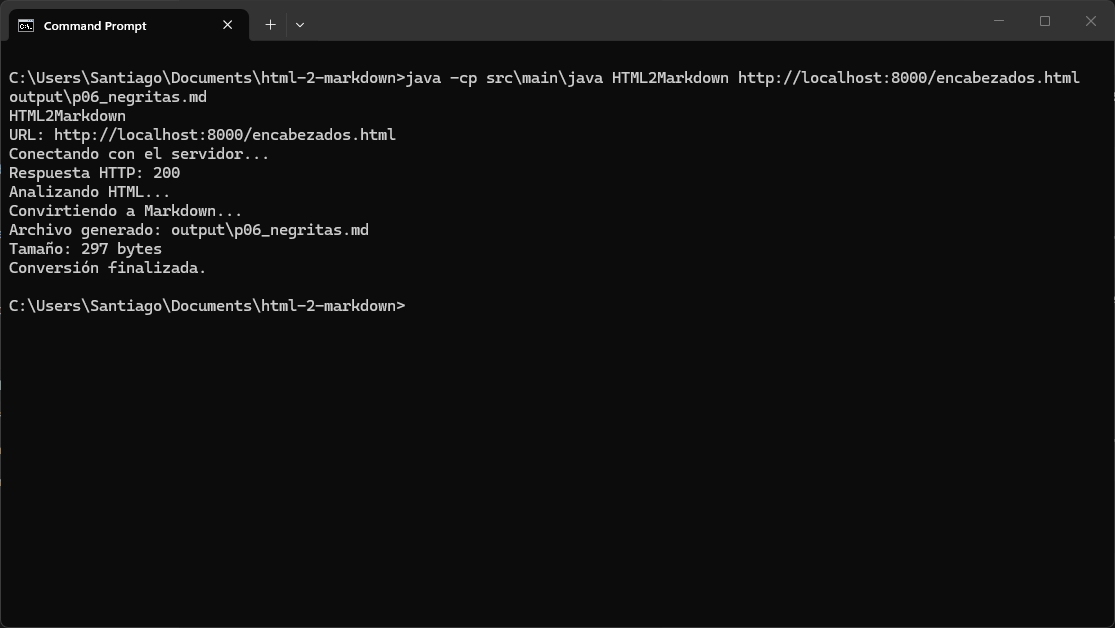 Command Prompt
C:\Users\Santiago\Documents\html-2-markdown>java -cp src\main\java HTML2Markdown http://localhost:8000/encabezados.html
output\p06_negritas.md
HTML2Markdown
URL: http://localhost:8000/encabezados.html
Conectando con el servidor...
Respuesta HTTP: 200
Analizando HTML...
Convirtiendo a Markdown...
Archivo generado: output\p06_negritas.md
Tamaño: 297 bytes
Conversión finalizada.
C:\Users\Santiago\Documents\html-2-markdown>